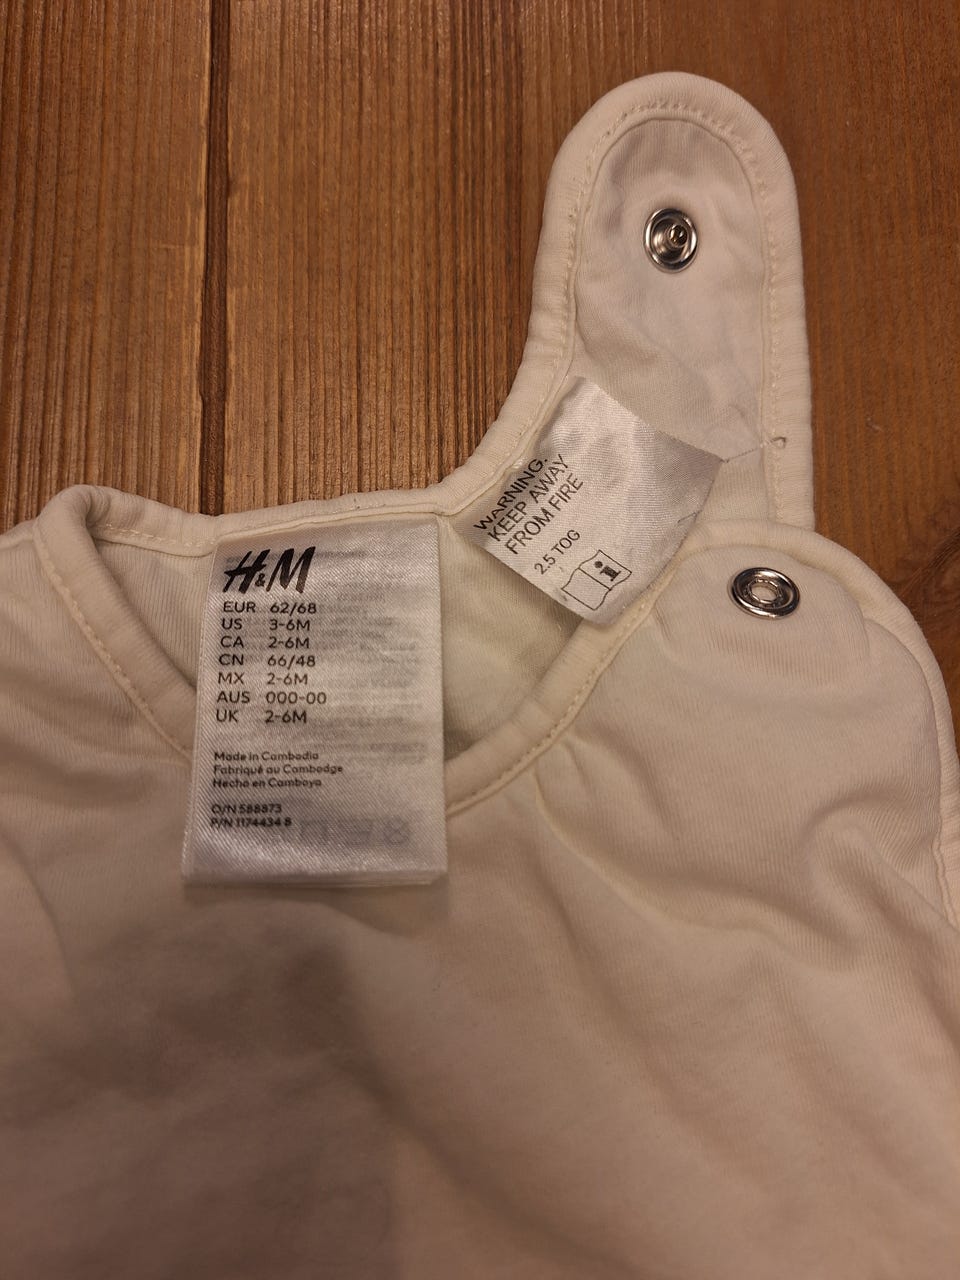 H&M
EUR 62/68
US 3-6M
CA 2-6M
CN 66/48
MX 2-6M
AUS 000-00
UK 2-6M
Made in Cambodia
Fabriqué au Cambodge
Hecho en Camboya
O/N 588873
P/N 1174434 8
WARNING.
KEEP AWAY
FROM FIRE
2.5 TOG
i